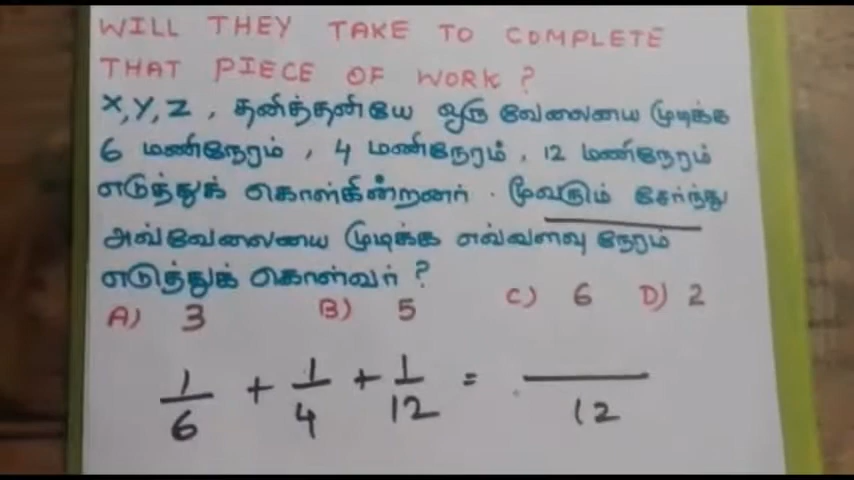 WILL THEY TAKE TO COMPLETE
THAT PIECE OF WORK ?
X,Y,Z , தனித்தனியே ஒரு வேலையை முடிக்க
6 மணிநேரம் , 4 மணிநேரம் , 12 மணிநேரம்
எடுத்துக் கொள்கின்றனர் . மூவரும் சேர்ந்து
அவ்வேலையை முடிக்க எவ்வளவு நேரம்
எடுத்துக் கொள்வர் ?
A) 3 B) 5 C) 6 D) 2
1/6 + 1/4 + 1/12 = /12